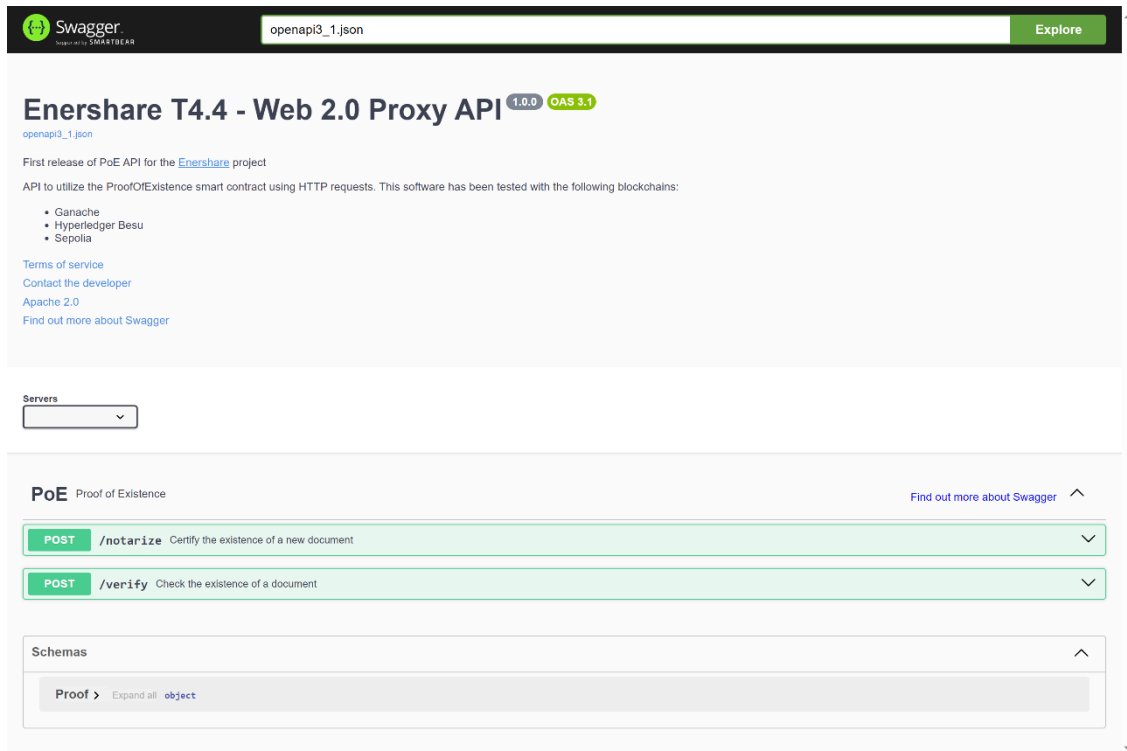 {···} Swagger.
Supported by SMARTBEAR
openapi3_1.json
Explore
Enershare T4.4 - Web 2.0 Proxy API 1.0.0 OAS 3.1
openapi3_1.json
First release of PoE API for the Enershare project
API to utilize the ProofOfExistence smart contract using HTTP requests. This software has been tested with the following blockchains:
• Ganache
• Hyperledger Besu
• Sepolia
Terms of service
Contact the developer
Apache 2.0
Find out more about Swagger
Servers
PoE Proof of Existence
Find out more about Swagger
POST /notarize Certify the existence of a new document
POST /verify Check the existence of a document
Schemas
Proof Expand all object